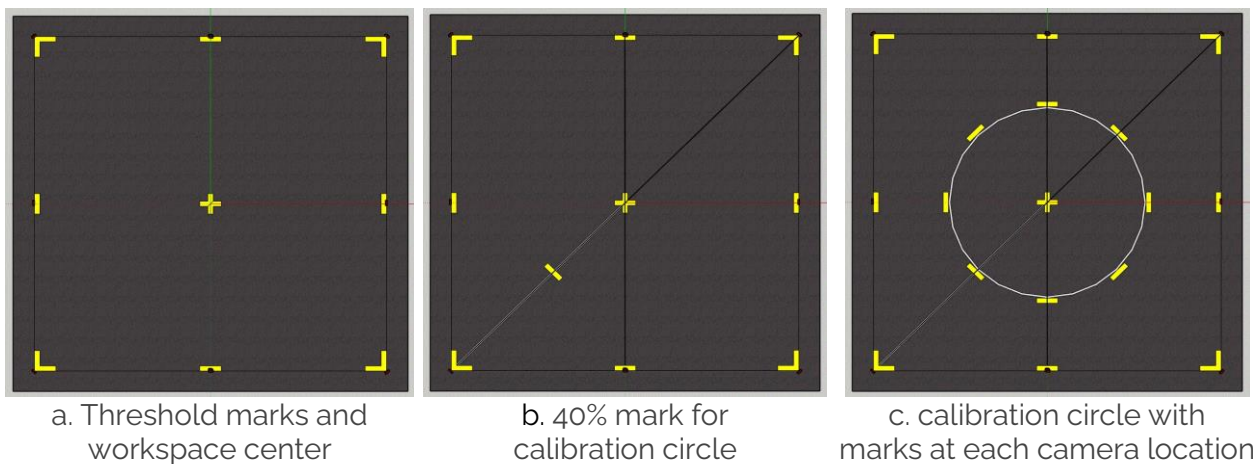 a. Threshold marks and
workspace center
b. 40% mark for
calibration circle
c. calibration circle with
marks at each camera location